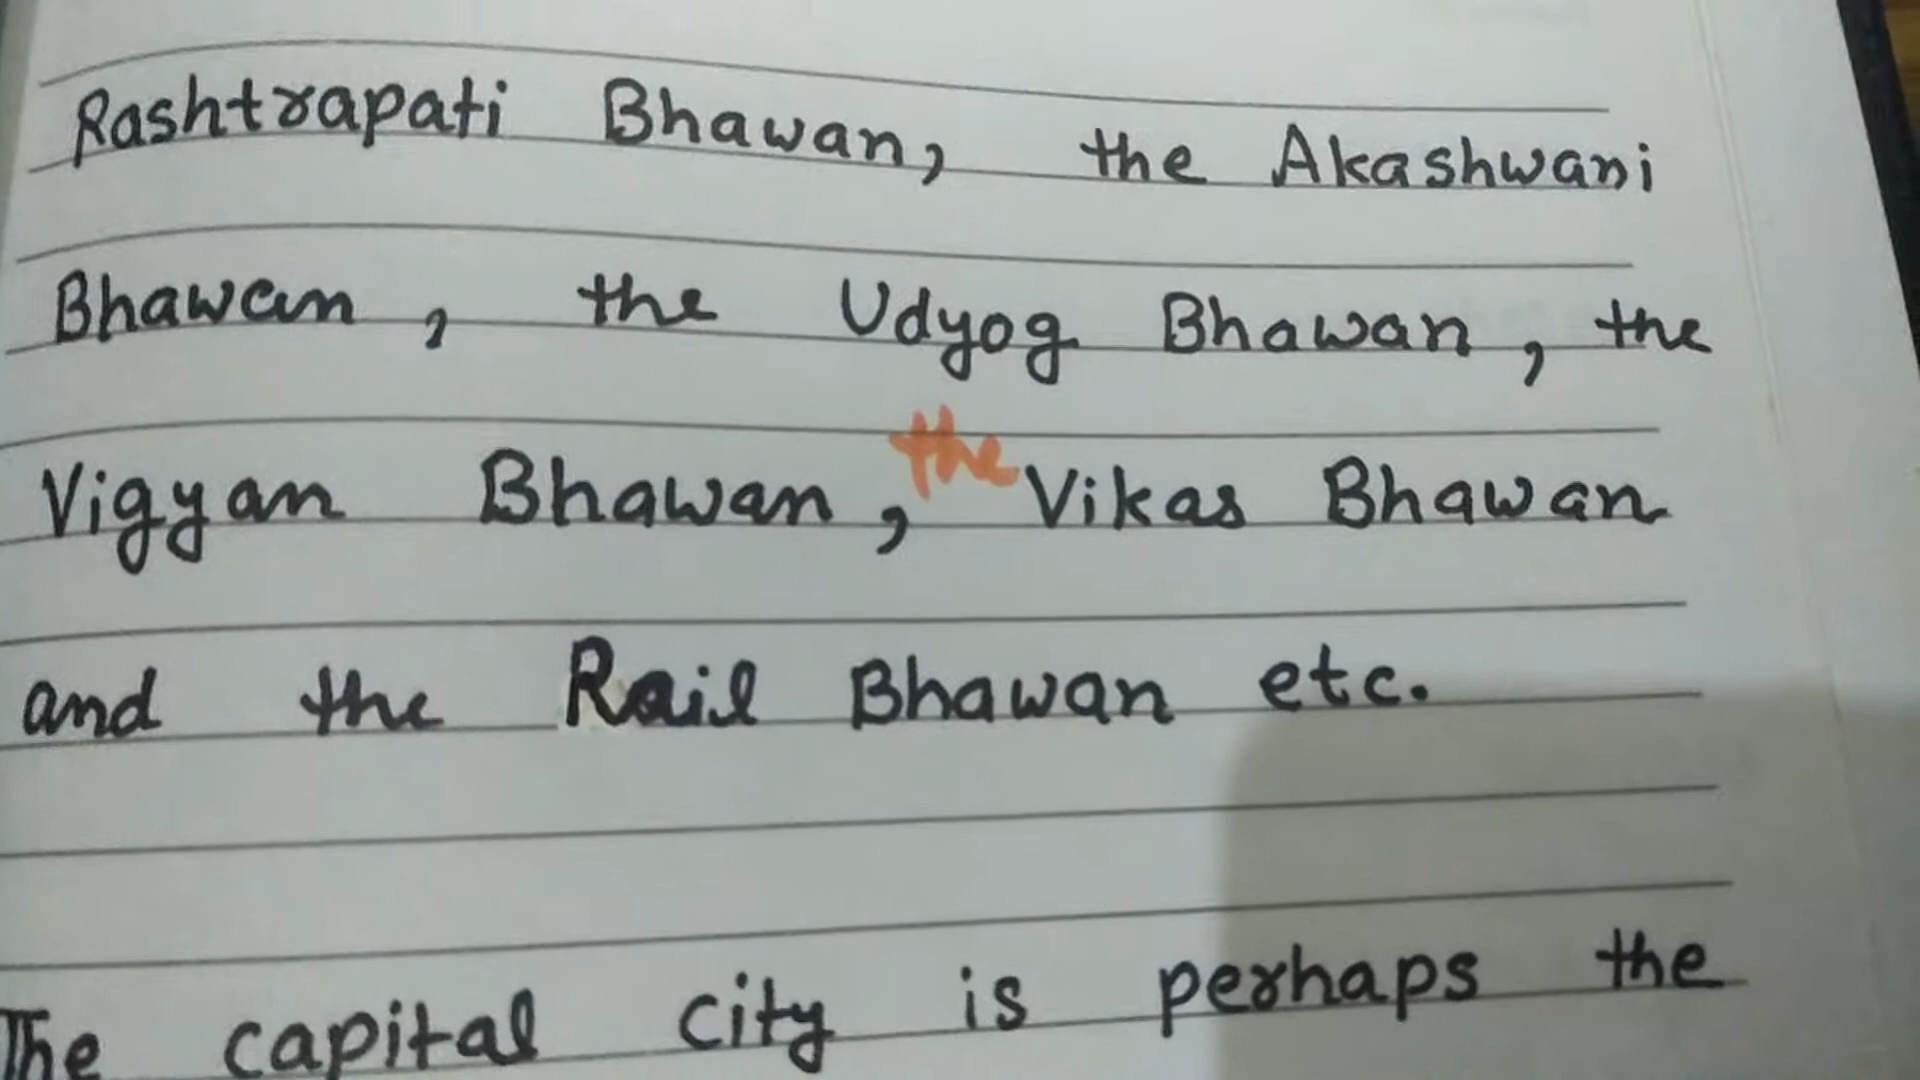 Rashtrapati Bhawan, the Akashwani
Bhawan, the Udyog Bhawan, the
Vigyan Bhawan, the Vikas Bhawan
and the Rail Bhawan etc.
The capital city is perhaps the